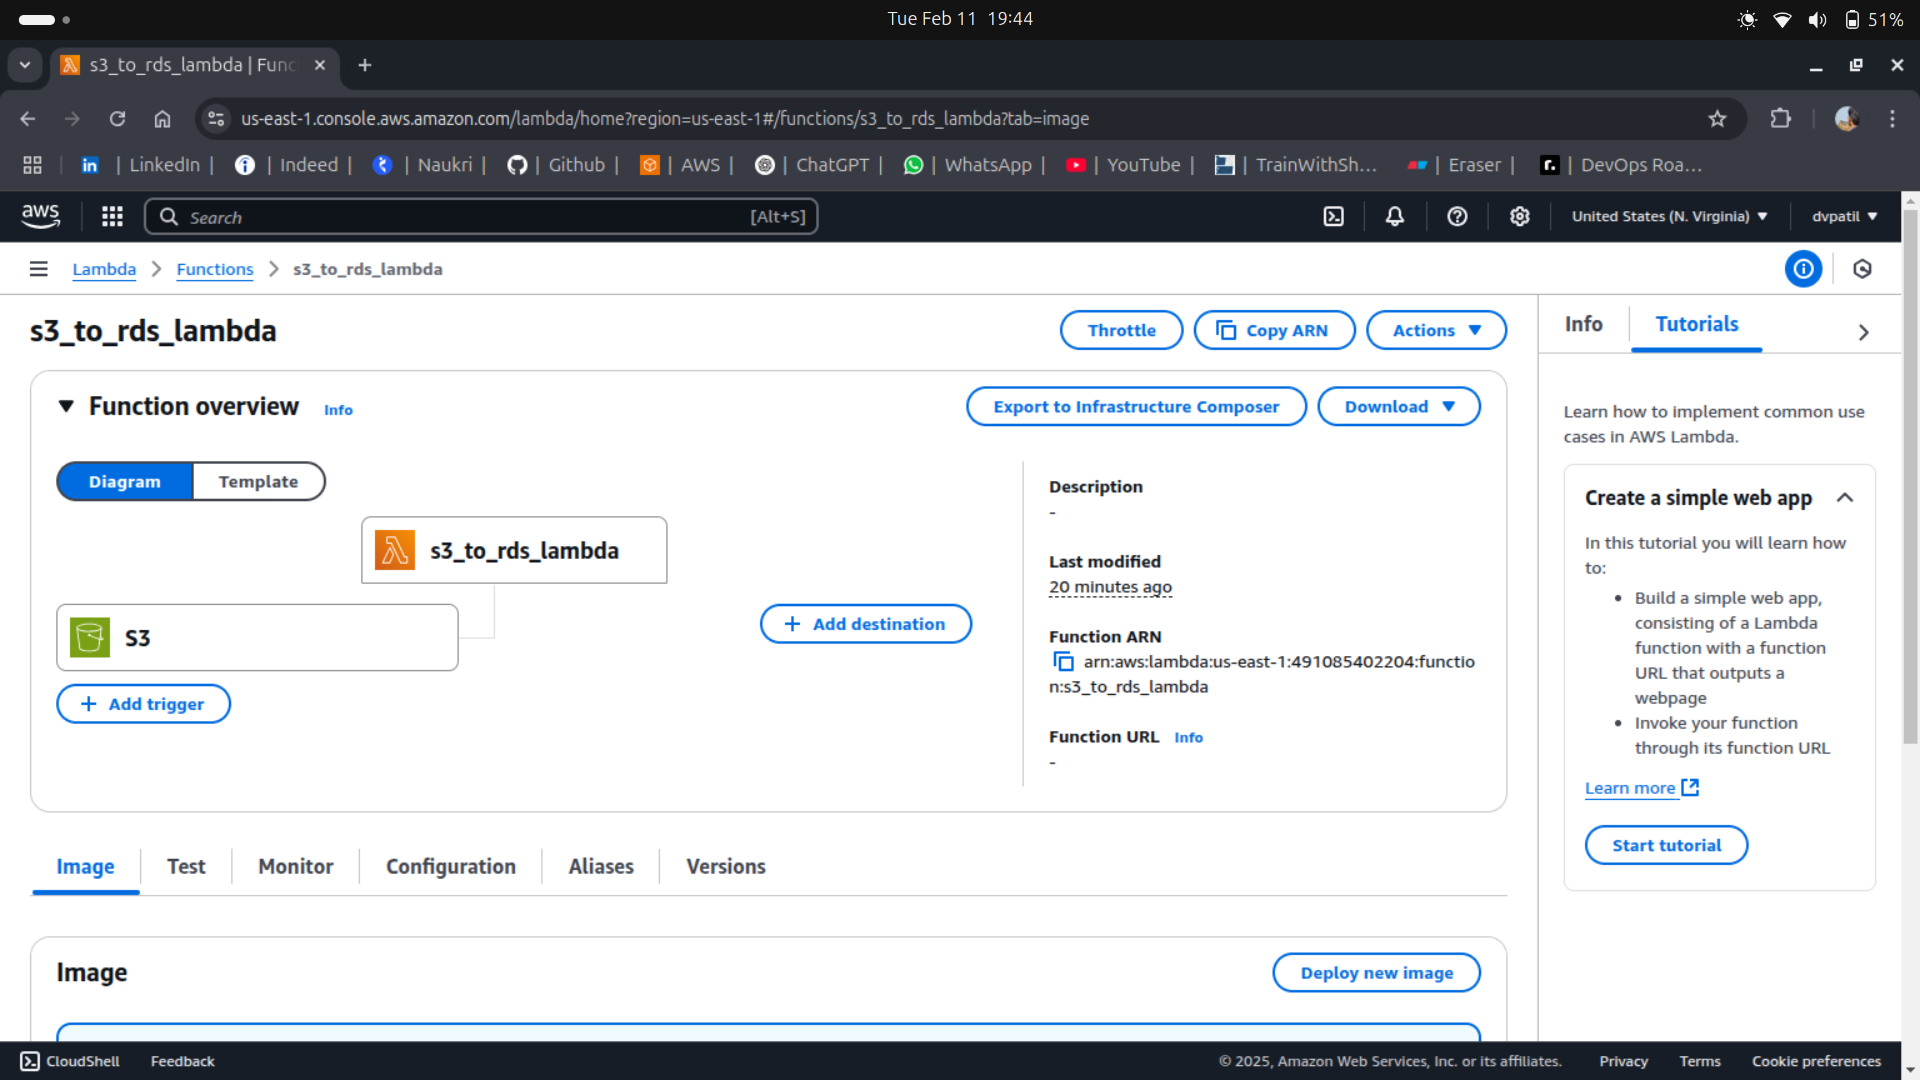 Tue Feb 11 19:44
51%
s3_to_rds_lambda | Func
us-east-1.console.aws.amazon.com/lambda/home?region=us-east-1#/functions/s3_to_rds_lambda?tab=image
| LinkedIn | | Indeed | | Naukri | | Github | | AWS | | ChatGPT | | WhatsApp | | YouTube | | TrainWithSh... | Eraser | | DevOps Roa...
aws
Search [Alt+S]
United States (N. Virginia) dvpatil
Lambda > Functions > s3_to_rds_lambda
s3_to_rds_lambda
Throttle Copy ARN Actions
Function overview Info
Export to Infrastructure Composer Download
Diagram Template
s3_to_rds_lambda
S3
Add trigger
Add destination
Description
-
Last modified
20 minutes ago
Function ARN
arn:aws:lambda:us-east-1:491085402204:functio
n:s3_to_rds_lambda
Function URL Info
-
Image Test Monitor Configuration Aliases Versions
Image
Deploy new image
Info Tutorials
Learn how to implement common use
cases in AWS Lambda.
Create a simple web app
In this tutorial you will learn how
to:
• Build a simple web app,
consisting of a Lambda
function with a function
URL that outputs a
webpage
• Invoke your function
through its function URL
Learn more
Start tutorial
CloudShell Feedback
© 2025, Amazon Web Services, Inc. or its affiliates. Privacy Terms Cookie preferences